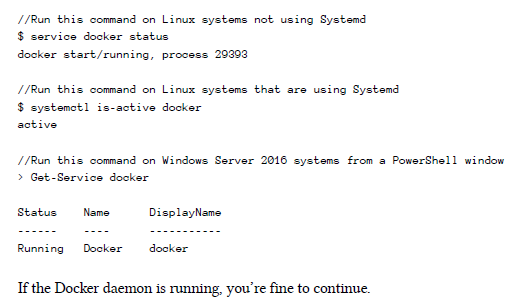 //Run this command on Linux systems not using Systemd
$ service docker status
docker start/running, process 29393
//Run this command on Linux systems that are using Systemd
$ systemctl is-active docker
active
//Run this command on Windows Server 2016 systems from a PowerShell window
> Get-Service docker
Status Name DisplayName
------ ---- -----------
Running Docker docker
If the Docker daemon is running, you’re fine to continue.